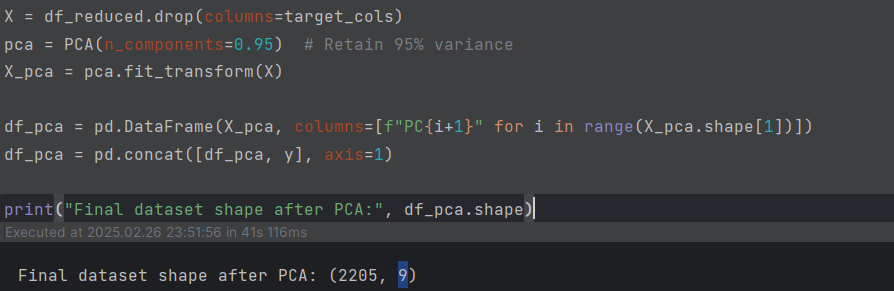 X = df_reduced.drop(columns=target_cols)
pca = PCA(n_components=0.95)  # Retain 95% variance
X_pca = pca.fit_transform(X)
df_pca = pd.DataFrame(X_pca, columns=[f"PC{i+1}" for i in range(X_pca.shape[1])])
df_pca = pd.concat([df_pca, y], axis=1)
print("Final dataset shape after PCA:", df_pca.shape)
Executed at 2025.02.26 23:51:56 in 41s 116ms
Final dataset shape after PCA: (2205, 9)